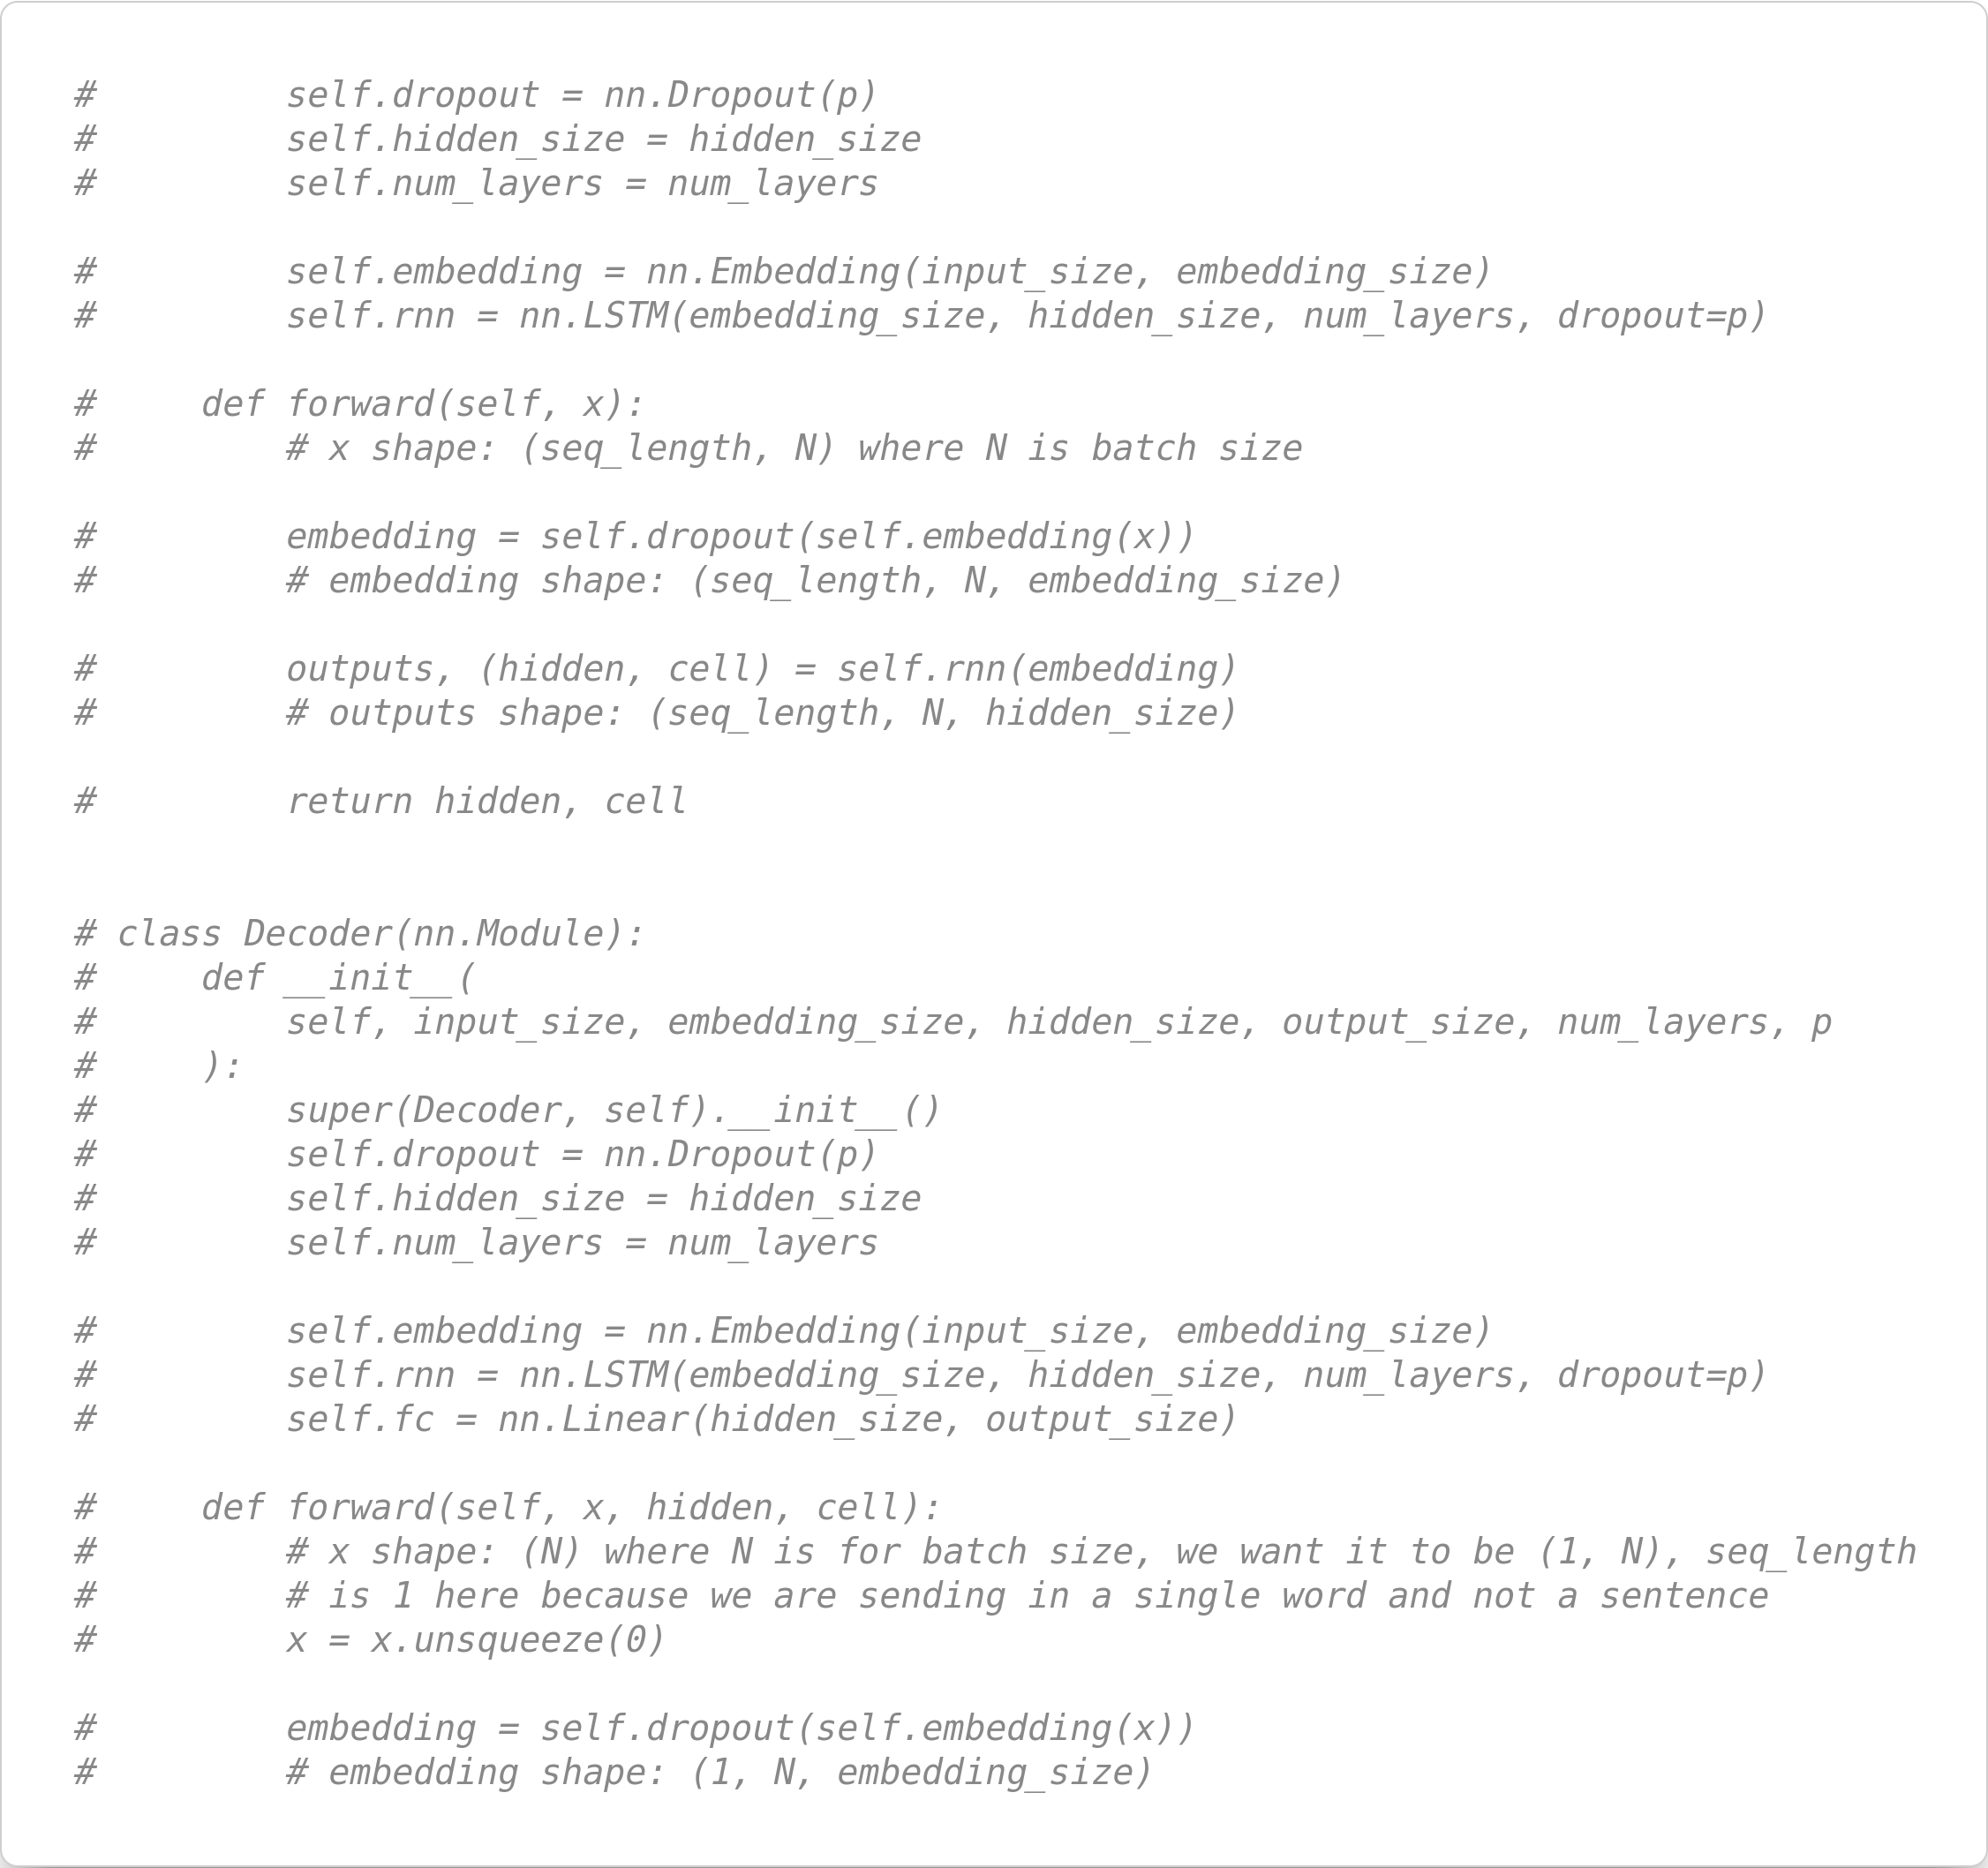 #         self.dropout = nn.Dropout(p)
#         self.hidden_size = hidden_size
#         self.num_layers = num_layers

#         self.embedding = nn.Embedding(input_size, embedding_size)
#         self.rnn = nn.LSTM(embedding_size, hidden_size, num_layers, dropout=p)

#     def forward(self, x):
#         # x shape: (seq_length, N) where N is batch size

#         embedding = self.dropout(self.embedding(x))
#         # embedding shape: (seq_length, N, embedding_size)

#         outputs, (hidden, cell) = self.rnn(embedding)
#         # outputs shape: (seq_length, N, hidden_size)

#         return hidden, cell


# class Decoder(nn.Module):
#     def __init__(
#         self, input_size, embedding_size, hidden_size, output_size, num_layers, p
#     ):
#         super(Decoder, self).__init__()
#         self.dropout = nn.Dropout(p)
#         self.hidden_size = hidden_size
#         self.num_layers = num_layers

#         self.embedding = nn.Embedding(input_size, embedding_size)
#         self.rnn = nn.LSTM(embedding_size, hidden_size, num_layers, dropout=p)
#         self.fc = nn.Linear(hidden_size, output_size)

#     def forward(self, x, hidden, cell):
#         # x shape: (N) where N is for batch size, we want it to be (1, N), seq_length
#         # is 1 here because we are sending in a single word and not a sentence
#         x = x.unsqueeze(0)

#         embedding = self.dropout(self.embedding(x))
#         # embedding shape: (1, N, embedding_size)